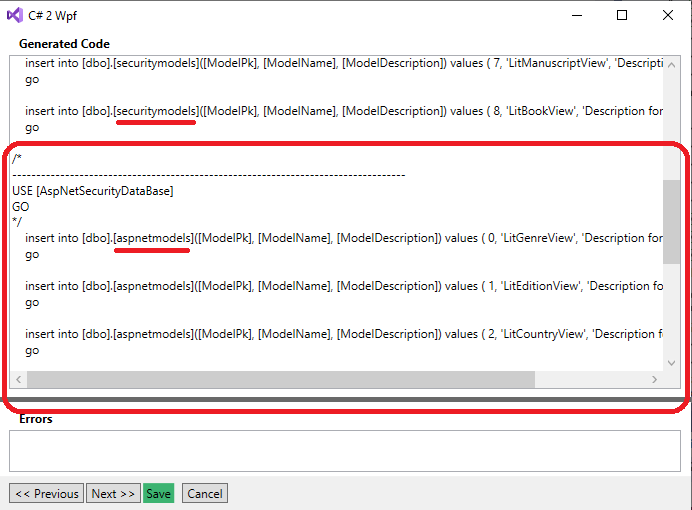 C# 2 Wpf
Generated Code
insert into [dbo].[securitymodels]([ModelPk], [ModelName], [ModelDescription]) values ( 7, 'LitManuscriptView', 'Descripti
go
insert into [dbo].[securitymodels]([ModelPk], [ModelName], [ModelDescription]) values ( 8, 'LitBookView', 'Description for
go
/*
--------------------------------------------------------------------------------
USE [AspNetSecurityDataBase]
GO
*/
insert into [dbo].[aspnetmodels]([ModelPk], [ModelName], [ModelDescription]) values ( 0, 'LitGenreView', 'Description for
go
insert into [dbo].[aspnetmodels]([ModelPk], [ModelName], [ModelDescription]) values ( 1, 'LitEditionView', 'Description fo
go
insert into [dbo].[aspnetmodels]([ModelPk], [ModelName], [ModelDescription]) values ( 2, 'LitCountryView', 'Description f
go
Errors
<< Previous Next >> Save Cancel